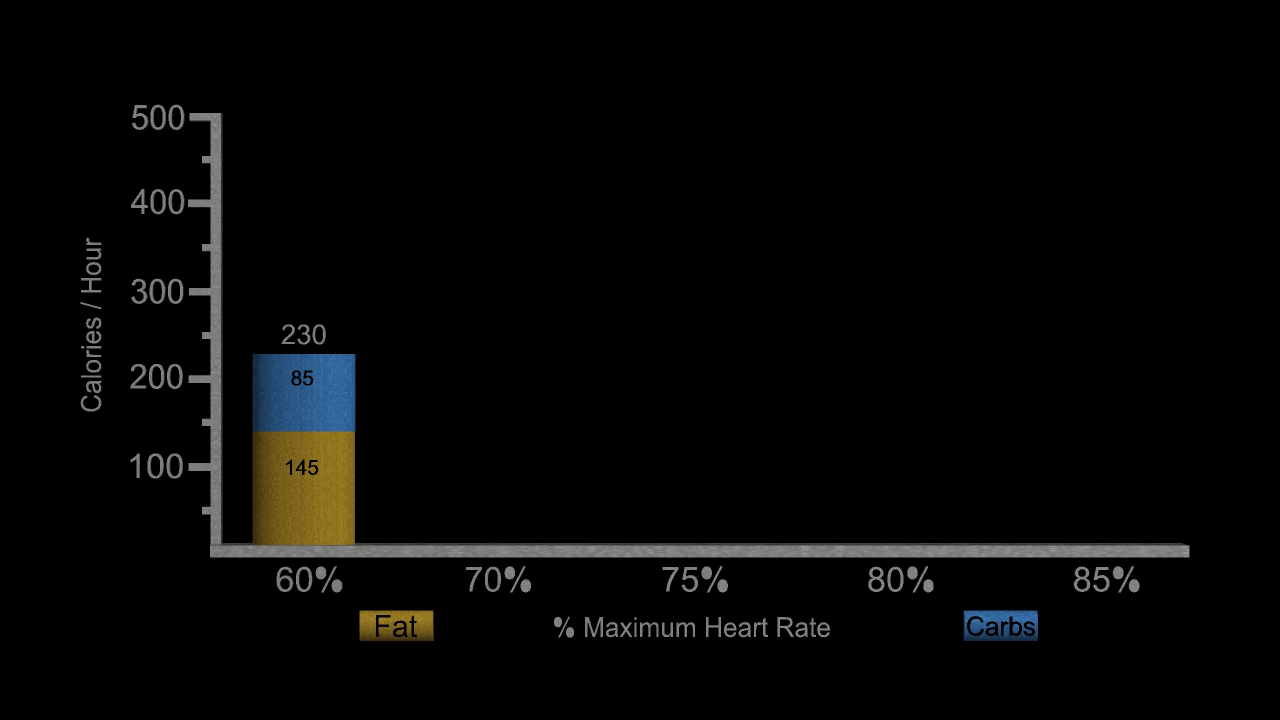 500
400
300
200
100
Calories / Hour
230
85
145
60% 70% 75% 80% 85%
Fat % Maximum Heart Rate Carbs